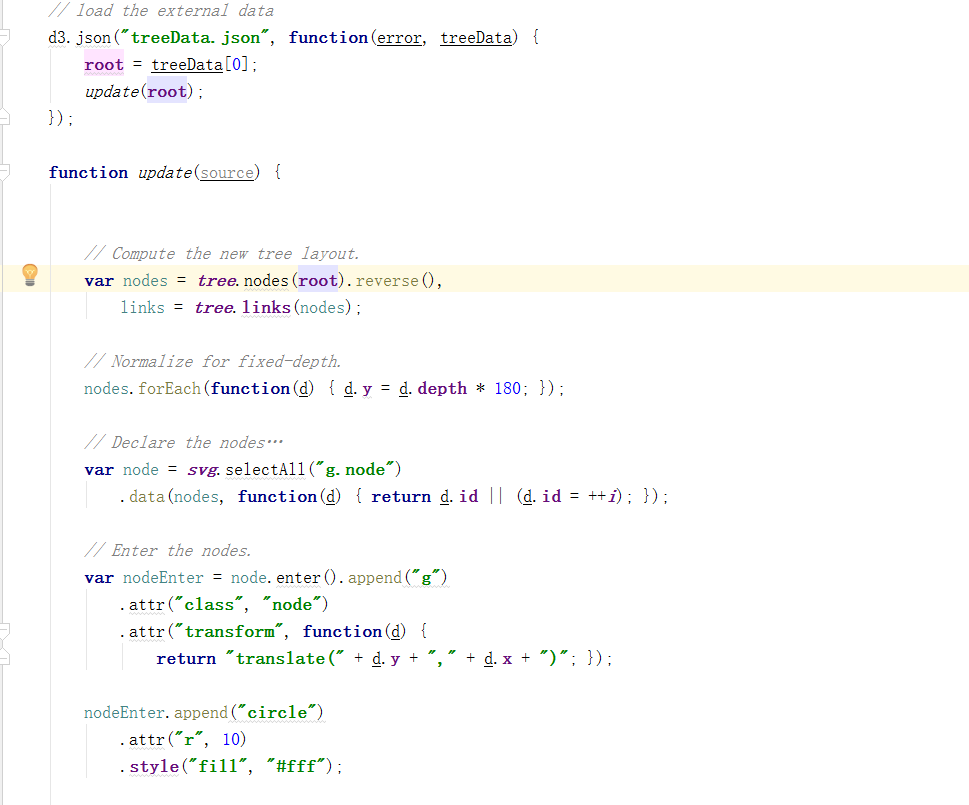 // load the external data
d3.json("treeData.json", function(error, treeData) {
    root = treeData[0];
    update(root);
});
function update(source) {
    // Compute the new tree layout.
    var nodes = tree.nodes(root).reverse(),
        links = tree.links(nodes);
    // Normalize for fixed-depth.
    nodes.forEach(function(d) { d.y = d.depth * 180; });
    // Declare the nodes…
    var node = svg.selectAll("g.node")
        .data(nodes, function(d) { return d.id || (d.id = ++i); });
    // Enter the nodes.
    var nodeEnter = node.enter().append("g")
        .attr("class", "node")
        .attr("transform", function(d) {
            return "translate(" + d.y + "," + d.x + ")"; });
    nodeEnter.append("circle")
        .attr("r", 10)
        .style("fill", "#fff");